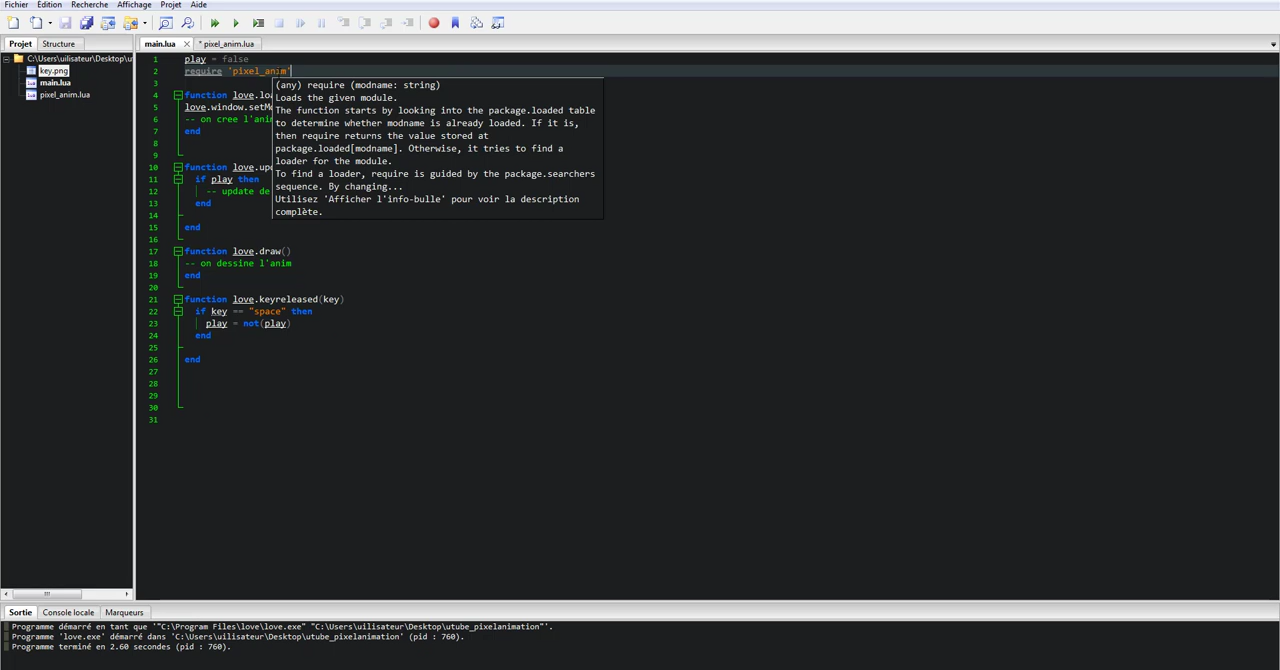 Fichier Édition Recherche Affichage Projet Aide
Projet Structure
main.lua * pixel_anim.lua
C:\Users\uilisateur\Desktop\ut
key.png
main.lua
pixel_anim.lua
1 play = false
2 require 'pixel_anim'
3
4 function love.loa
5 love.window.setMo
6 -- on cree l'anim
7 end
8
9
10 function love.upd
11 if play then
12 -- update de
13 end
14
15 end
16
17 function love.draw()
18 -- on dessine l'anim
19 end
20
21 function love.keyreleased(key)
22 if key == "space" then
23 play = not(play)
24 end
25
26 end
27
28
29
30
31
(any) require (modname: string)
Loads the given module.
The function starts by looking into the package.loaded table
to determine whether modname is already loaded. If it is,
then require returns the value stored at
package.loaded[modname]. Otherwise, it tries to find a
loader for the module.
To find a loader, require is guided by the package.searchers
sequence. By changing...
Utilisez 'Afficher l'info-bulle' pour voir la description
complète.
Sortie Console locale Marqueurs
Programme démarré en tant que '"C:\Program Files\love\love.exe" "C:\Users\uilisateur\Desktop\utube_pixelanimation"'.
Programme 'love.exe' démarré dans 'C:\Users\uilisateur\Desktop\utube_pixelanimation' (pid : 760).
Programme terminé en 2.60 secondes (pid : 760).